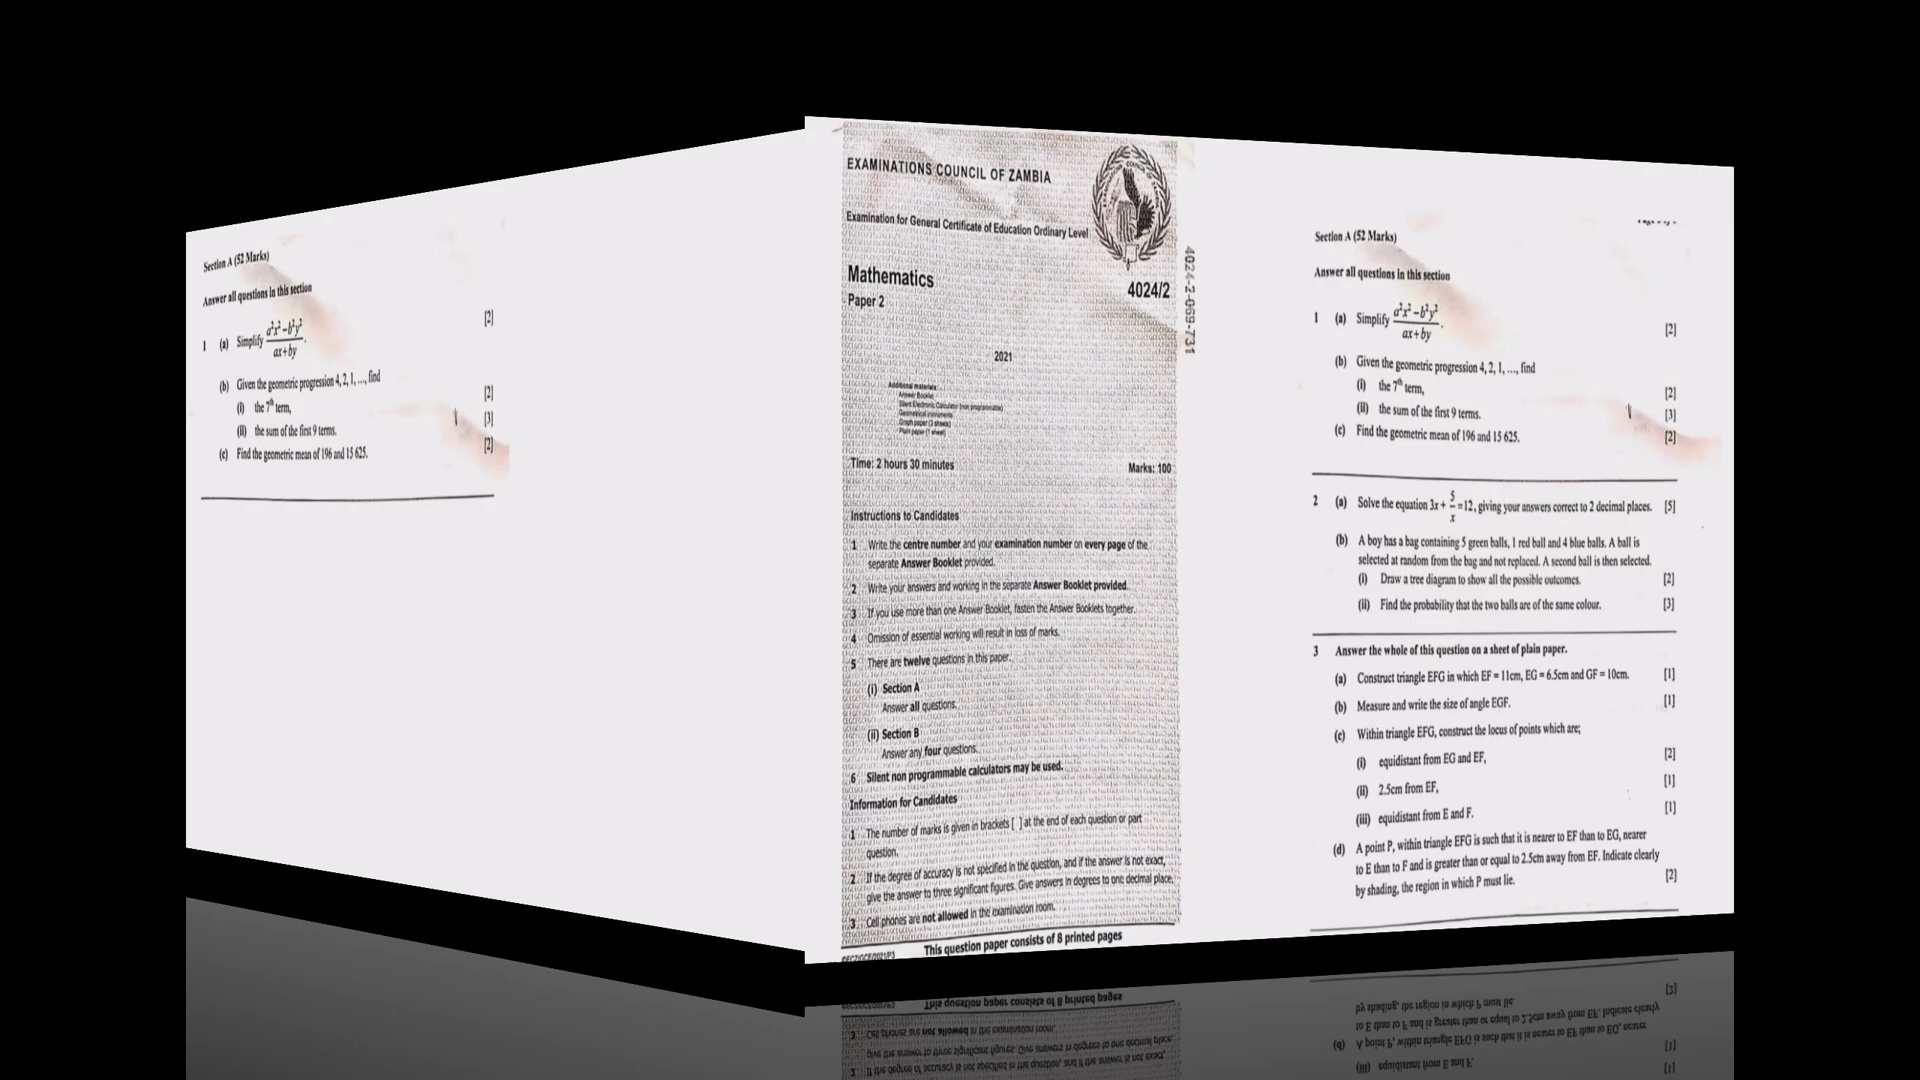 Section A (52 Marks)
Answer all questions in this section
1 (a) Simplify (a²x² – b²y²)/(ax+by). [2]
(b) Given the geometric progression 4, 2, 1, ..., find
(i) the 7th term, [2]
(ii) the sum of the first 9 terms. [3]
(c) Find the geometric mean of 196 and 15 625. [2]
EXAMINATIONS COUNCIL OF ZAMBIA
Examination for General Certificate of Education Ordinary Level
Mathematics 4024/2
Paper 2
2021
4024-2-069-731
Additional materials:
Answer Booklet
Silent Electronic Calculator (non programmable)
Geometrical instruments
Graph paper (3 sheets)
Plain paper (1 sheet)
Time: 2 hours 30 minutes Marks: 100
Instructions to Candidates
1 Write the centre number and your examination number on every page of the
separate Answer Booklet provided.
2 Write your answers and working in the separate Answer Booklet provided.
3 If you use more than one Answer Booklet, fasten the Answer Booklets together.
4 Omission of essential working will result in loss of marks.
5 There are twelve questions in this paper.
(i) Section A
Answer all questions.
(ii) Section B
Answer any four questions.
6 Silent non programmable calculators may be used.
Information for Candidates
1 The number of marks is given in brackets [ ] at the end of each question or part
question.
2 If the degree of accuracy is not specified in the question, and if the answer is not exact,
give the answer to three significant figures. Give answers in degrees to one decimal place.
3 Cell phones are not allowed in the examination room.
This question paper consists of 8 printed pages
Section A (52 Marks)
Answer all questions in this section
1 (a) Simplify (a²x² – b²y²)/(ax+by). [2]
(b) Given the geometric progression 4, 2, 1, ..., find
(i) the 7th term, [2]
(ii) the sum of the first 9 terms. [3]
(c) Find the geometric mean of 196 and 15 625. [2]
2 (a) Solve the equation 3x + 5/x = 12, giving your answers correct to 2 decimal places. [5]
(b) A boy has a bag containing 5 green balls, 1 red ball and 4 blue balls. A ball is
selected at random from the bag and not replaced. A second ball is then selected.
(i) Draw a tree diagram to show all the possible outcomes. [2]
(ii) Find the probability that the two balls are of the same colour. [3]
3 Answer the whole of this question on a sheet of plain paper.
(a) Construct triangle EFG in which EF = 11cm, EG = 6.5cm and GF = 10cm. [1]
(b) Measure and write the size of angle EGF. [1]
(c) Within triangle EFG, construct the locus of points which are;
(i) equidistant from EG and EF, [2]
(ii) 2.5cm from EF, [1]
(iii) equidistant from E and F. [1]
(d) A point P, within triangle EFG is such that it is nearer to EF than to EG, nearer
to E than to F and is greater than or equal to 2.5cm away from EF. Indicate clearly
by shading, the region in which P must lie. [2]